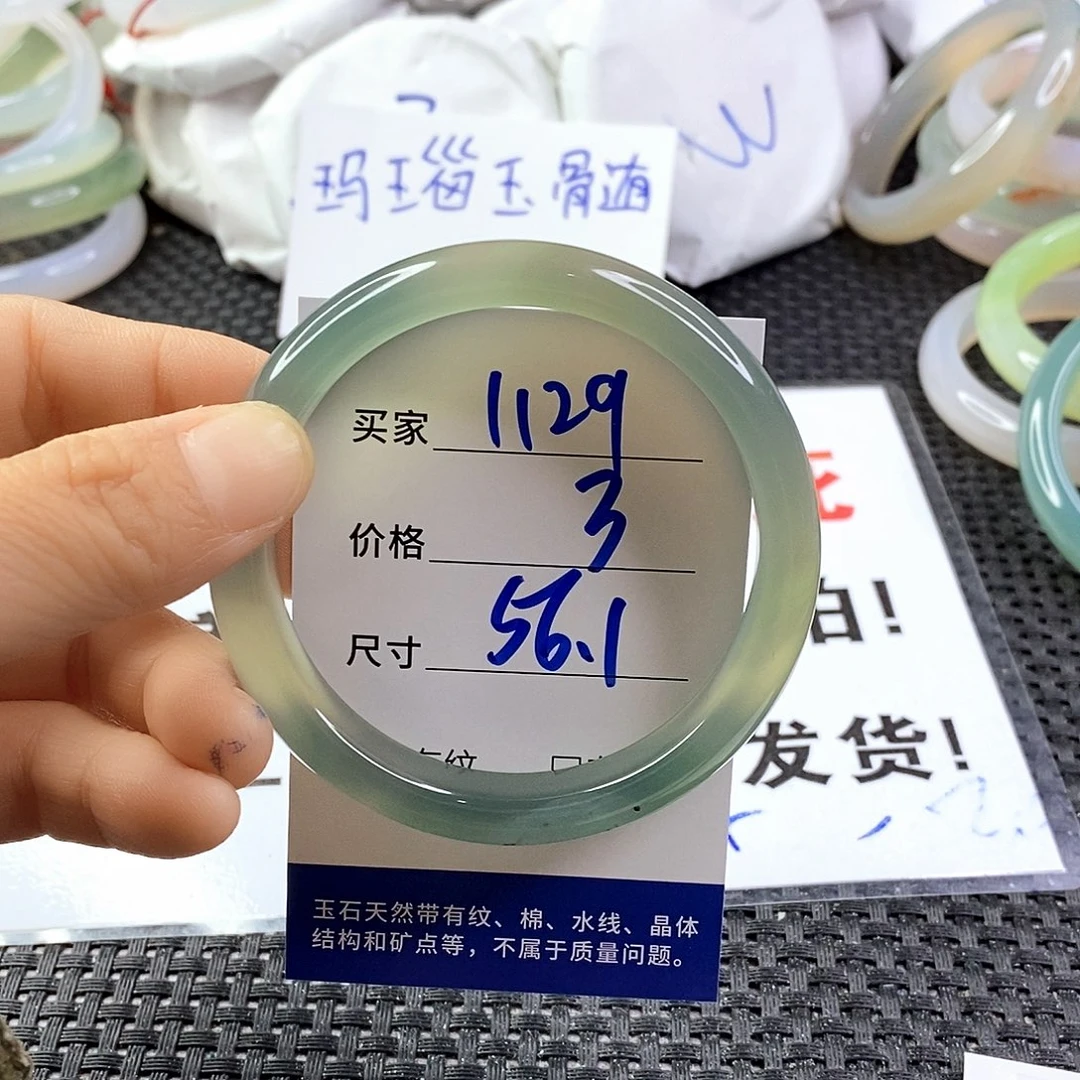 玛瑙玉骨髓
买家 1129
价格 3
尺寸 56.1
拍!
发货!
玉石天然带有纹、棉、水线、晶体
结构和矿点等，不属于质量问题。